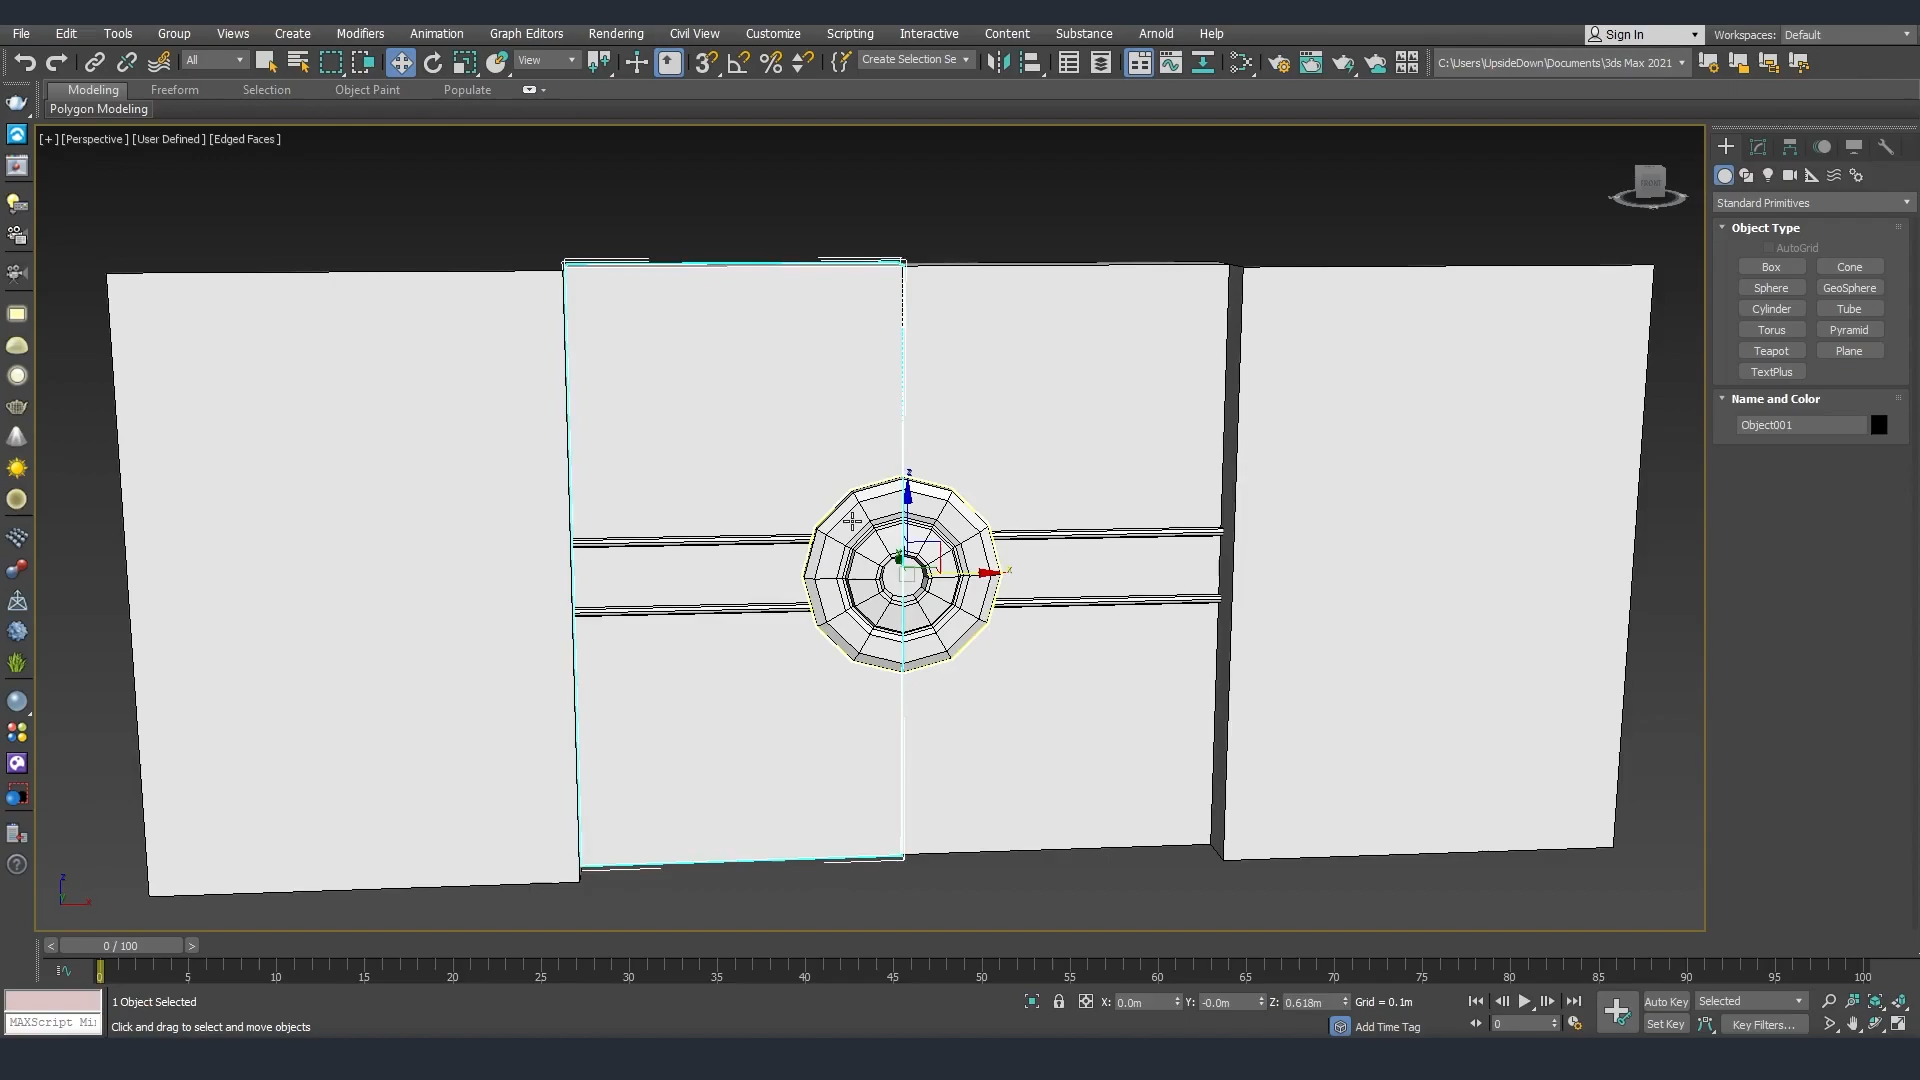 File Edit Tools Group Views Create Modifiers Animation Graph Editors Rendering Civil View Customize Scripting Interactive Content Substance Arnold Help Sign In Workspaces: Default
All View Create Selection Se C:\Users\UpsideDown\Documents\3ds Max 2021
Modeling Freeform Selection Object Paint Populate
Polygon Modeling
[+] [Perspective] [User Defined] [Edged Faces]
FRONT
Standard Primitives
Object Type
AutoGrid
Box Cone
Sphere GeoSphere
Cylinder Tube
Torus Pyramid
Teapot Plane
TextPlus
Name and Color
Object001
z
x
z
x
< 0 / 100 >
0 5 10 15 20 25 30 35 40 45 50 55 60 65 70 75 80 85 90 95 100
1 Object Selected X: 0.0m Y: -0.0m Z: 0.618m Grid = 0.1m Auto Key Selected
MAXScript Mi Click and drag to select and move objects Add Time Tag 0 Set Key Key Filters...